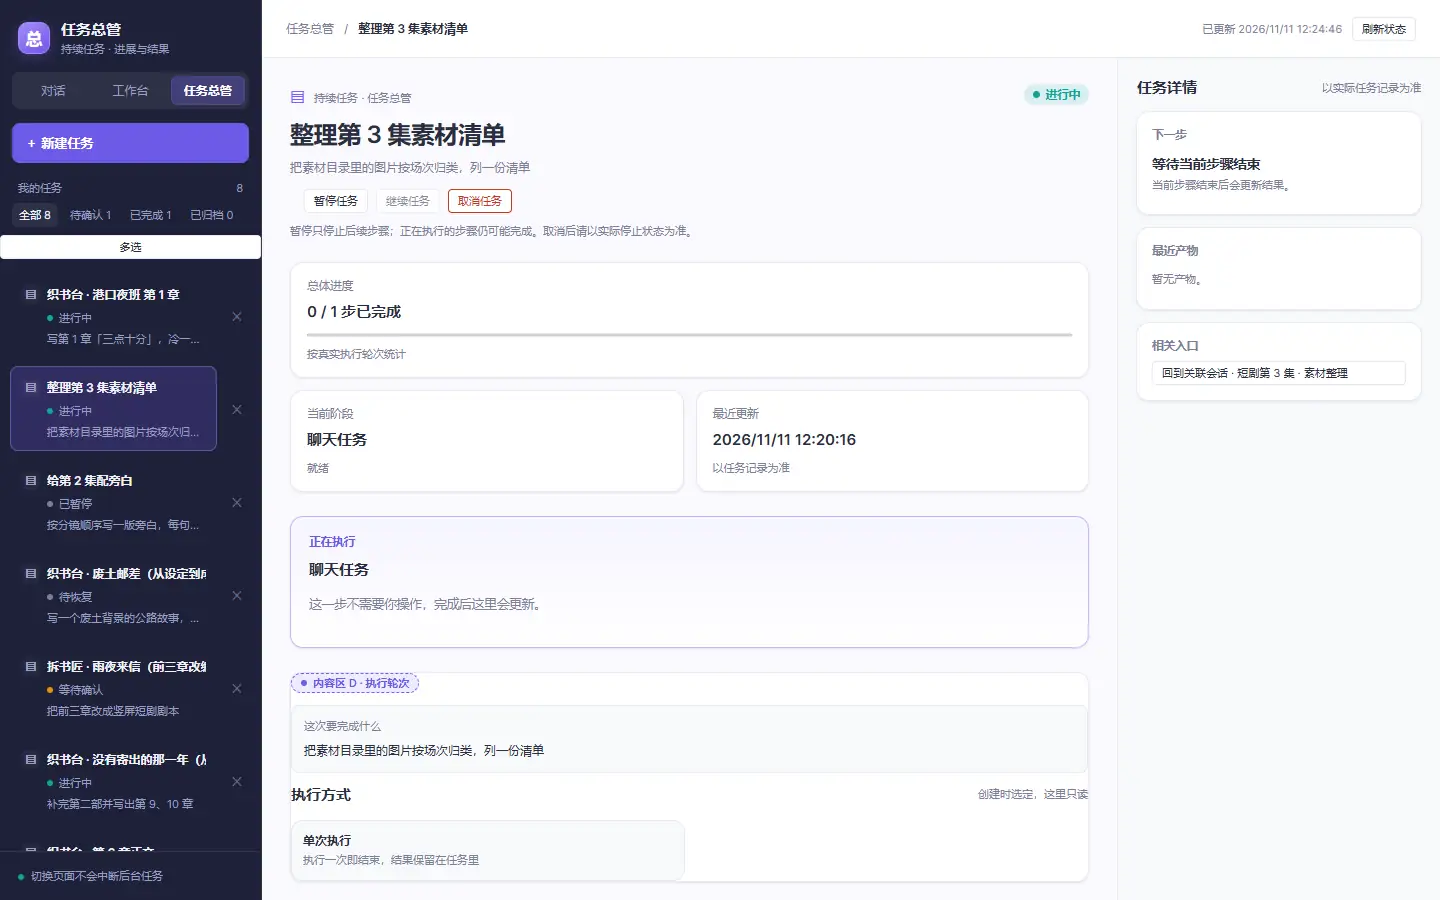 总
任务总管
持续任务 · 进展与结果
对话
工作台
任务总管
+ 新建任务
我的任务
8
全部 8
待确认 1
已完成 1
已归档 0
多选
织书台 · 港口夜班 第 1 章
进行中
写第 1 章「三点十分」，冷一...
整理第 3 集素材清单
进行中
把素材目录里的图片按场次归...
给第 2 集配旁白
已暂停
按分镜顺序写一版旁白，每句...
织书台 · 废土邮差（从设定到
待恢复
写一个废土背景的公路故事，...
拆书匠 · 雨夜来信（前三章改
等待确认
把前三章改成竖屏短剧剧本
织书台 · 没有寄出的那一年（
进行中
补完第二部并写出第 9、10 章
切换页面不会中断后台任务
任务总管 / 整理第 3 集素材清单
已更新 2026/11/11 12:24:46
刷新状态
持续任务 · 任务总管
进行中
整理第 3 集素材清单
把素材目录里的图片按场次归类，列一份清单
暂停任务
继续任务
取消任务
暂停只停止后续步骤；正在执行的步骤仍可能完成。取消后请以实际停止状态为准。
总体进度
0 / 1 步已完成
按真实执行轮次统计
当前阶段
聊天任务
就绪
最近更新
2026/11/11 12:20:16
以任务记录为准
正在执行
聊天任务
这一步不需要你操作，完成后这里会更新。
内容区 D · 执行轮次
这次要完成什么
把素材目录里的图片按场次归类，列一份清单
执行方式
创建时选定，这里只读
单次执行
执行一次即结束，结果保留在任务里
任务详情
以实际任务记录为准
下一步
等待当前步骤结束
当前步骤结束后会更新结果。
最近产物
暂无产物。
相关入口
回到关联会话 · 短剧第 3 集 · 素材整理